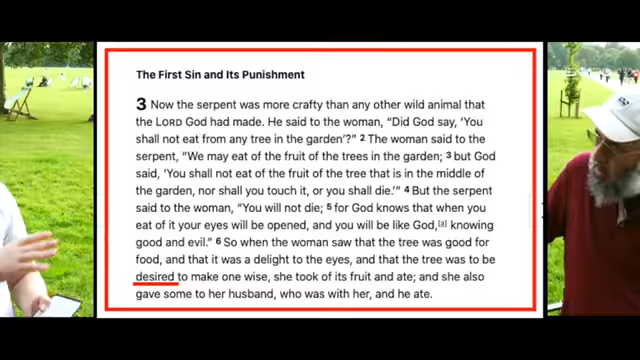 The First Sin and Its Punishment
3 Now the serpent was more crafty than any other wild animal that
the LORD God had made. He said to the woman, “Did God say, ‘You
shall not eat from any tree in the garden’?” 2 The woman said to the
serpent, “We may eat of the fruit of the trees in the garden; 3 but God
said, ‘You shall not eat of the fruit of the tree that is in the middle of
the garden, nor shall you touch it, or you shall die.’” 4 But the serpent
said to the woman, “You will not die; 5 for God knows that when you
eat of it your eyes will be opened, and you will be like God,[a] knowing
good and evil.” 6 So when the woman saw that the tree was good for
food, and that it was a delight to the eyes, and that the tree was to be
desired to make one wise, she took of its fruit and ate; and she also
gave some to her husband, who was with her, and he ate.